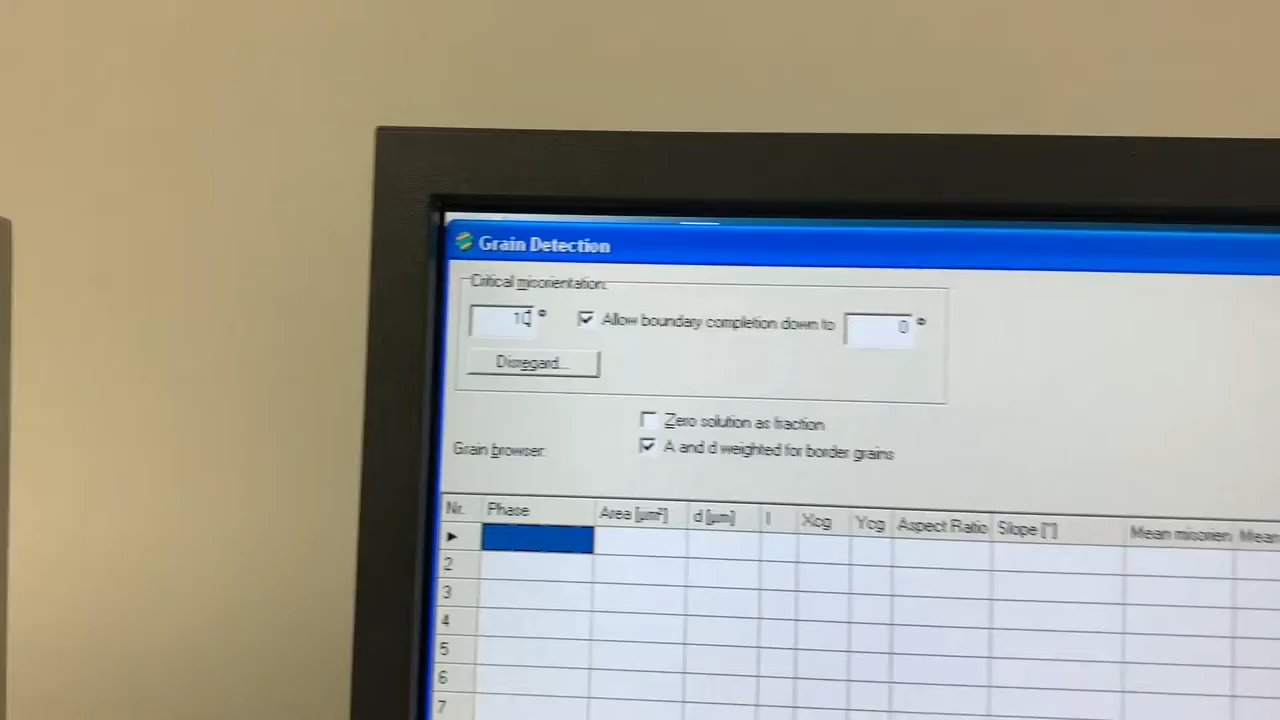 Grain Detection
Critical misorientation:
10 ° Allow boundary completion down to 0 °
Disregard...
Zero solution as fraction
Grain browser: A and d weighted for border grains
Nr. Phase Area [µm²] d [µm] Xcg Ycg Aspect Ratio Slope [°] Mean misorien Mean
2
3
4
5
6
7